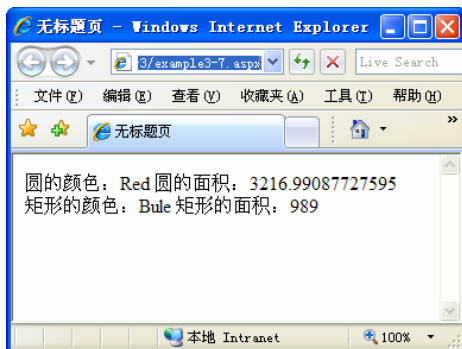 无标题页 - Windows Internet Explorer
3/example3-7.aspx
Live Search
文件(F) 编辑(E) 查看(V) 收藏夹(A) 工具(T) 帮助(H)
无标题页
»
圆的颜色：Red 圆的面积：3216.99087727595
矩形的颜色：Bule 矩形的面积：989
本地 Intranet
100%